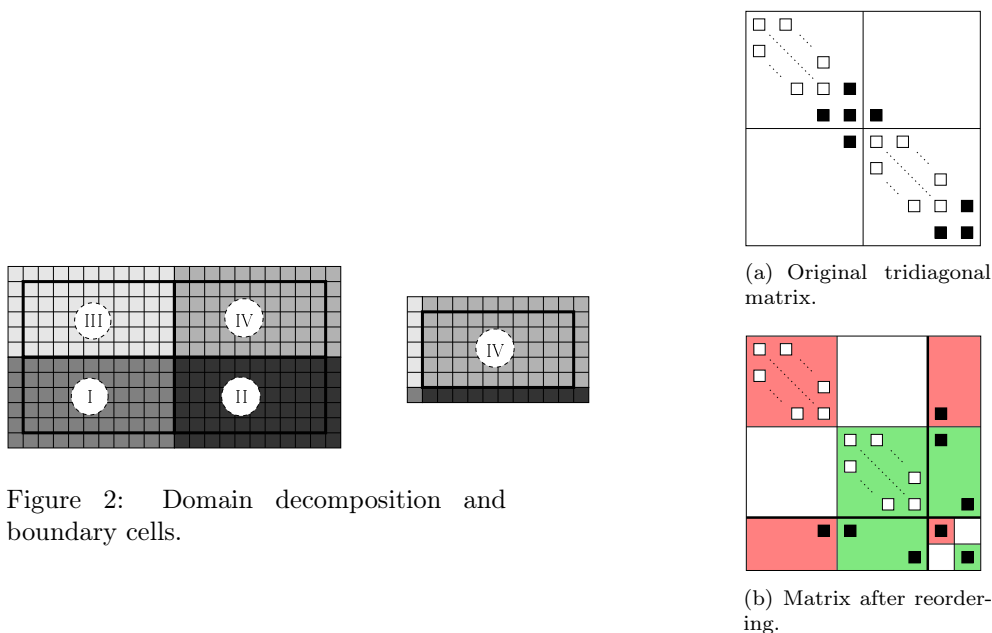 III
IV
I
II
IV
Figure 2: Domain decomposition and
boundary cells.
(a) Original tridiagonal
matrix.
(b) Matrix after reorder-
ing.